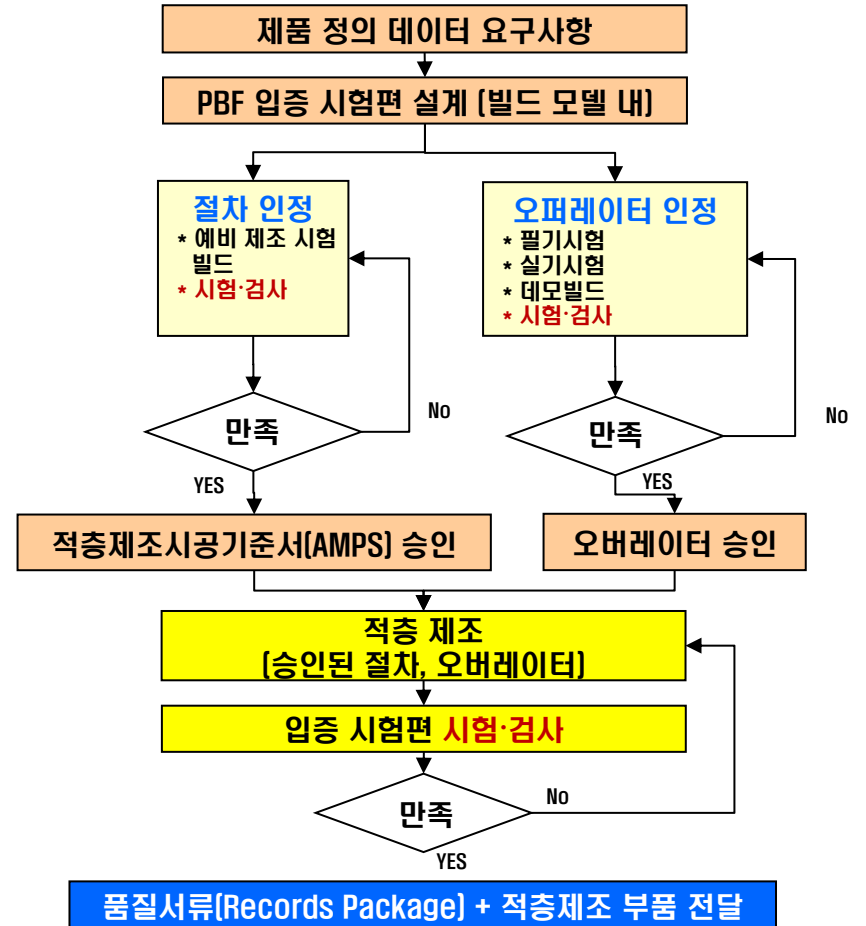 제품 정의 데이터 요구사항
PBF 입증 시험편 설계 (빌드 모델 내)
절차 인정
* 예비 제조 시험
빌드
* 시험·검사
오퍼레이터 인정
* 필기시험
* 실기시험
* 데모빌드
* 시험·검사
만족
No
만족
No
YES
YES
적층제조시공기준서(AMPS) 승인
오버레이터 승인
적층 제조
(승인된 절차, 오버레이터)
입증 시험편 시험·검사
만족
No
YES
품질서류(Records Package) + 적층제조 부품 전달